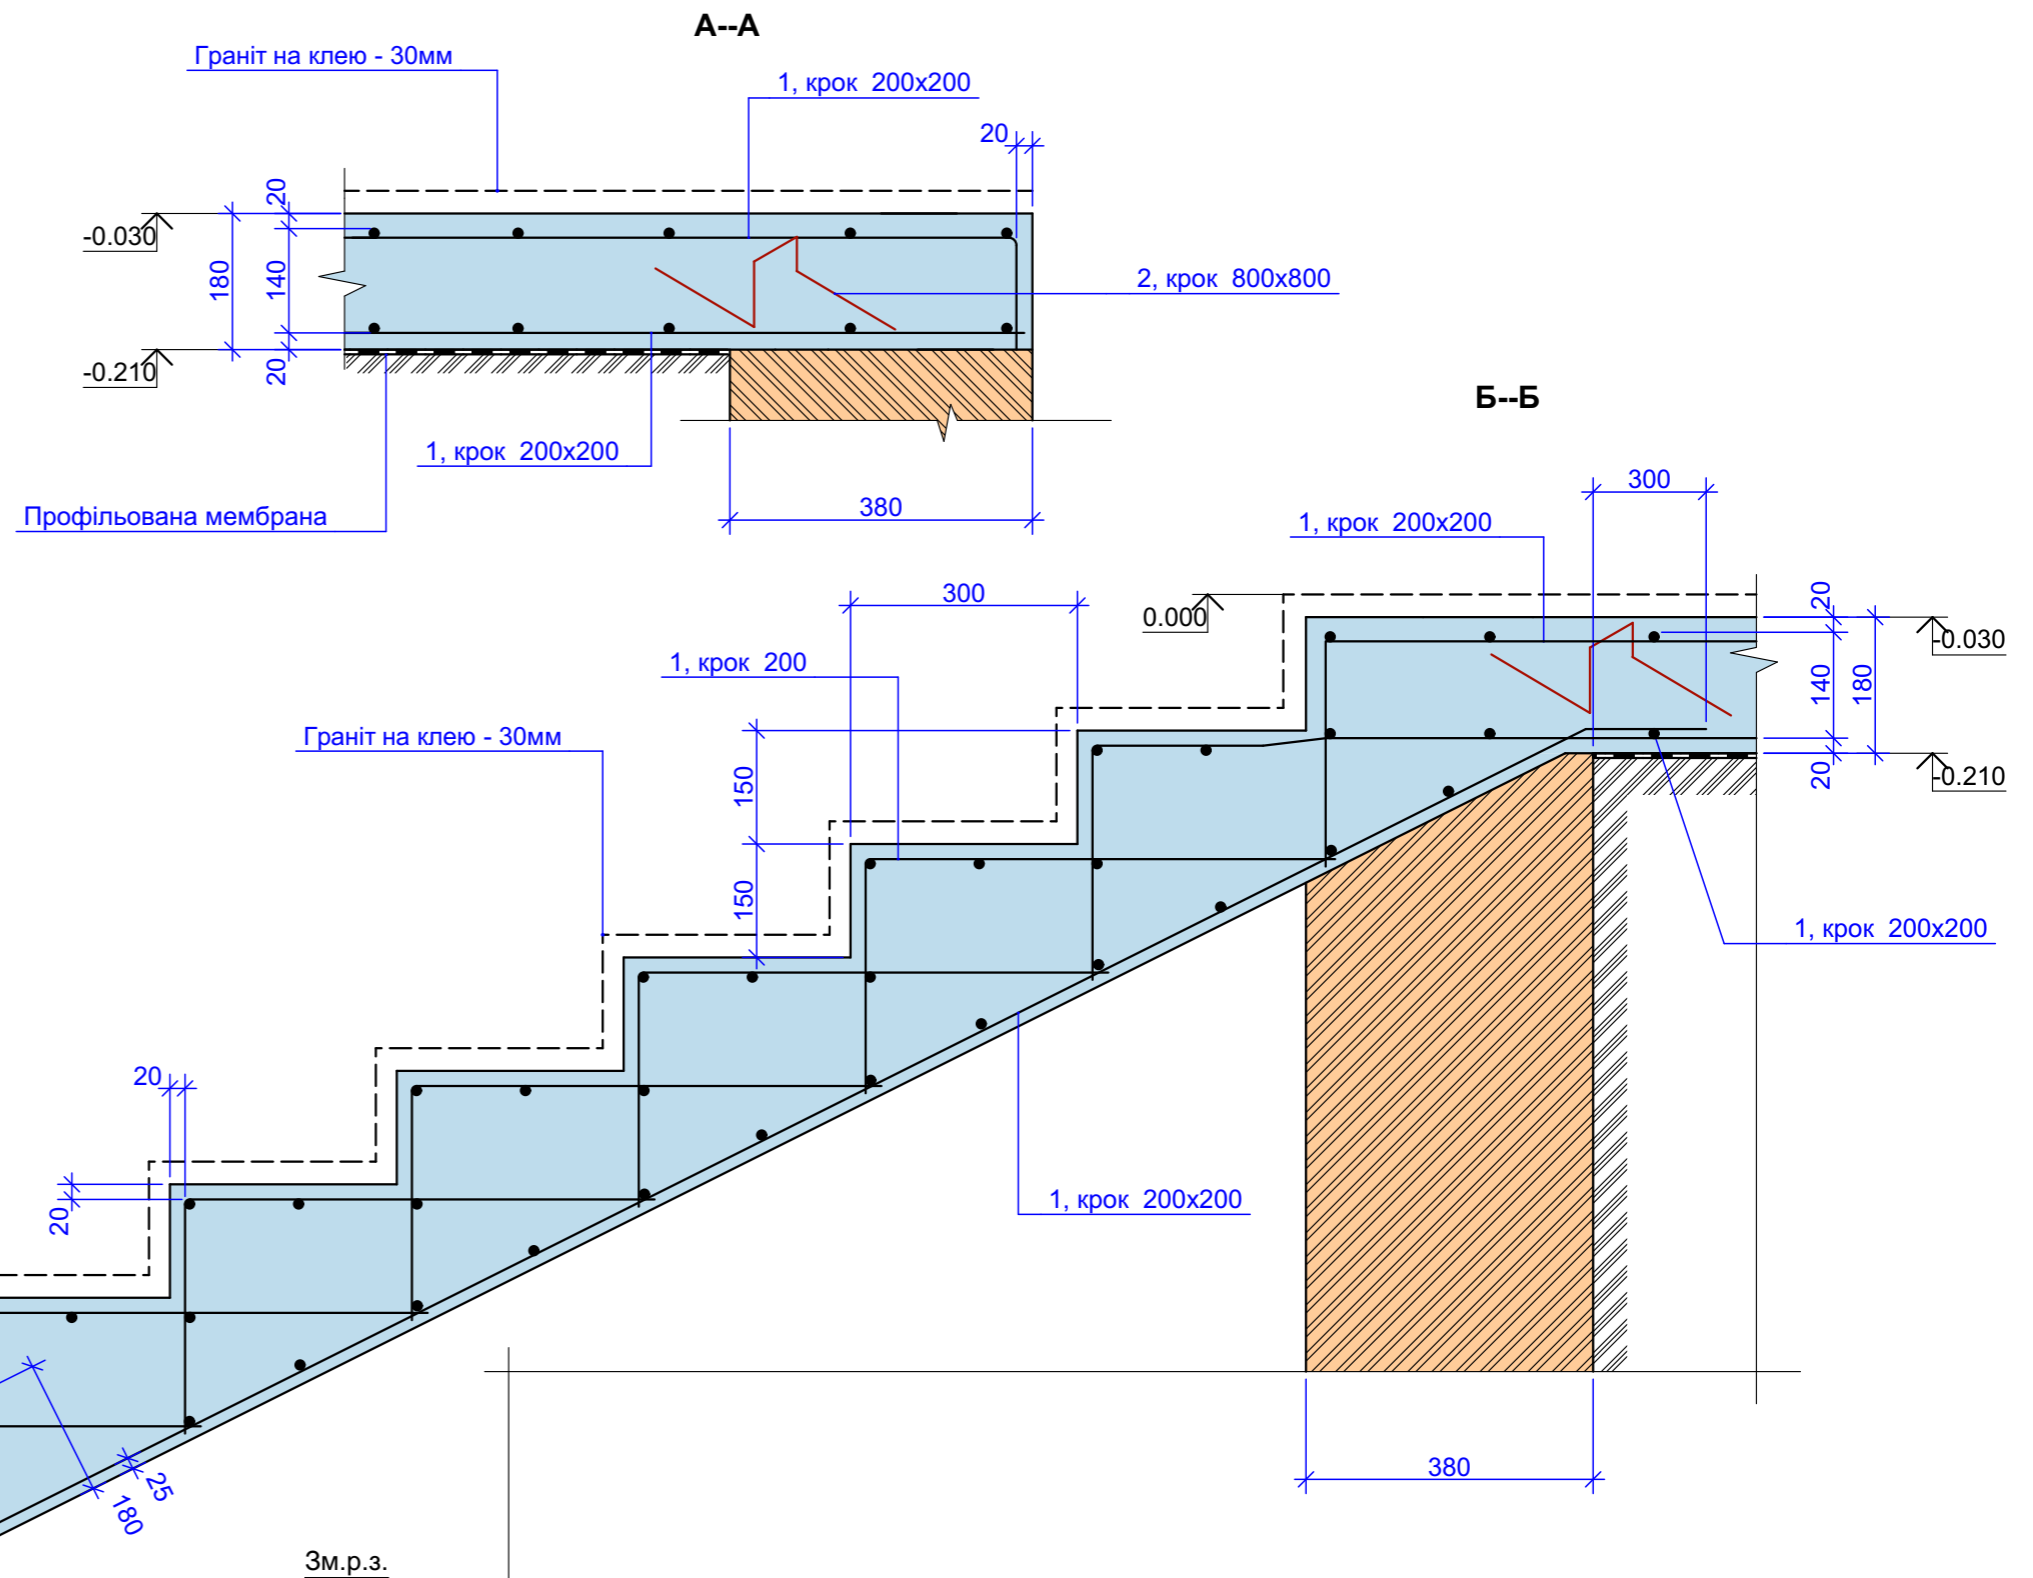 А--А
Граніт на клею - 30мм
1, крок 200х200
20
20
-0.030
180
140
2, крок 800х800
-0.210
20
1, крок 200х200
Профільована мембрана
380
Б--Б
300
1, крок 200х200
300
0.000
20
-0.030
1, крок 200
140
180
Граніт на клею - 30мм
150
20
-0.210
150
1, крок 200х200
20
20
1, крок 200х200
380
25
180
Зм.р.з.